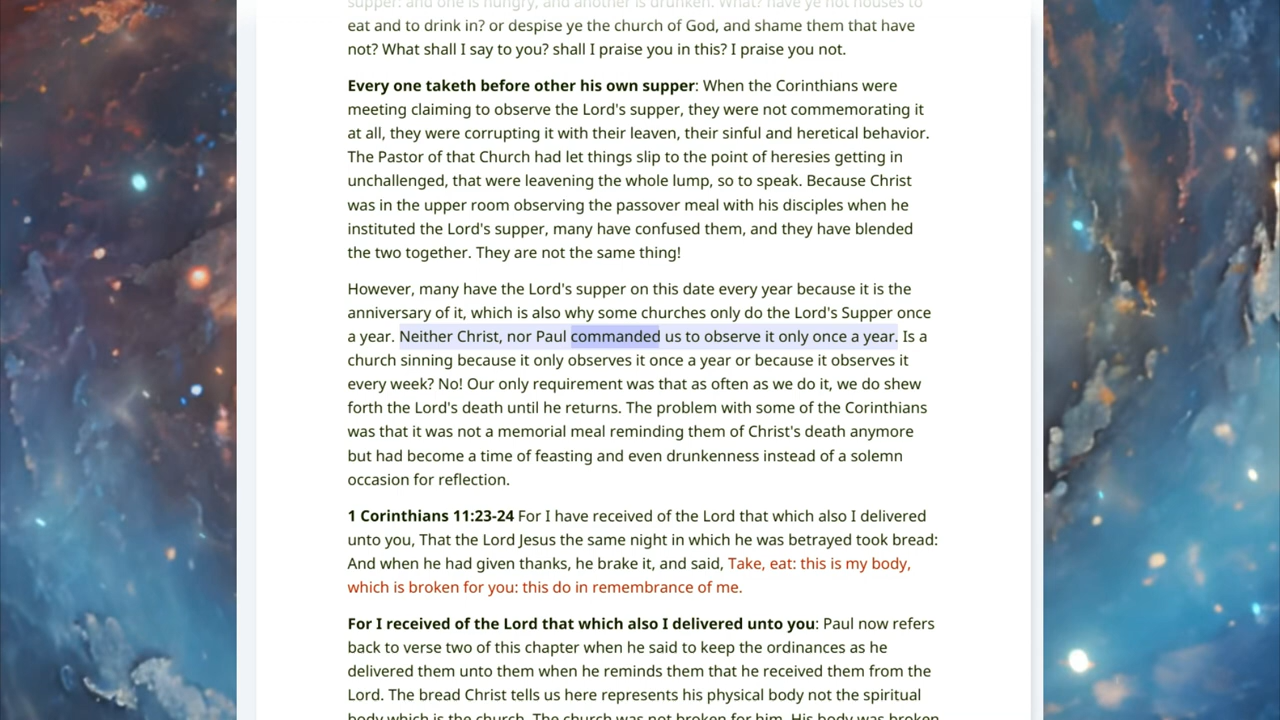 supper: and one is hungry, and another is drunken. What? have ye not houses to
eat and to drink in? or despise ye the church of God, and shame them that have
not? What shall I say to you? shall I praise you in this? I praise you not.
Every one taketh before other his own supper: When the Corinthians were
meeting claiming to observe the Lord's supper, they were not commemorating it
at all, they were corrupting it with their leaven, their sinful and heretical behavior.
The Pastor of that Church had let things slip to the point of heresies getting in
unchallenged, that were leavening the whole lump, so to speak. Because Christ
was in the upper room observing the passover meal with his disciples when he
instituted the Lord's supper, many have confused them, and they have blended
the two together. They are not the same thing!
However, many have the Lord's supper on this date every year because it is the
anniversary of it, which is also why some churches only do the Lord's Supper once
a year. Neither Christ, nor Paul commanded us to observe it only once a year. Is a
church sinning because it only observes it once a year or because it observes it
every week? No! Our only requirement was that as often as we do it, we do shew
forth the Lord's death until he returns. The problem with some of the Corinthians
was that it was not a memorial meal reminding them of Christ's death anymore
but had become a time of feasting and even drunkenness instead of a solemn
occasion for reflection.
1 Corinthians 11:23-24 For I have received of the Lord that which also I delivered
unto you, That the Lord Jesus the same night in which he was betrayed took bread:
And when he had given thanks, he brake it, and said, Take, eat: this is my body,
which is broken for you: this do in remembrance of me.
For I received of the Lord that which also I delivered unto you: Paul now refers
back to verse two of this chapter when he said to keep the ordinances as he
delivered them unto them when he reminds them that he received them from the
Lord. The bread Christ tells us here represents his physical body not the spiritual
body which is the church. The church was not broken for him. His body was broken